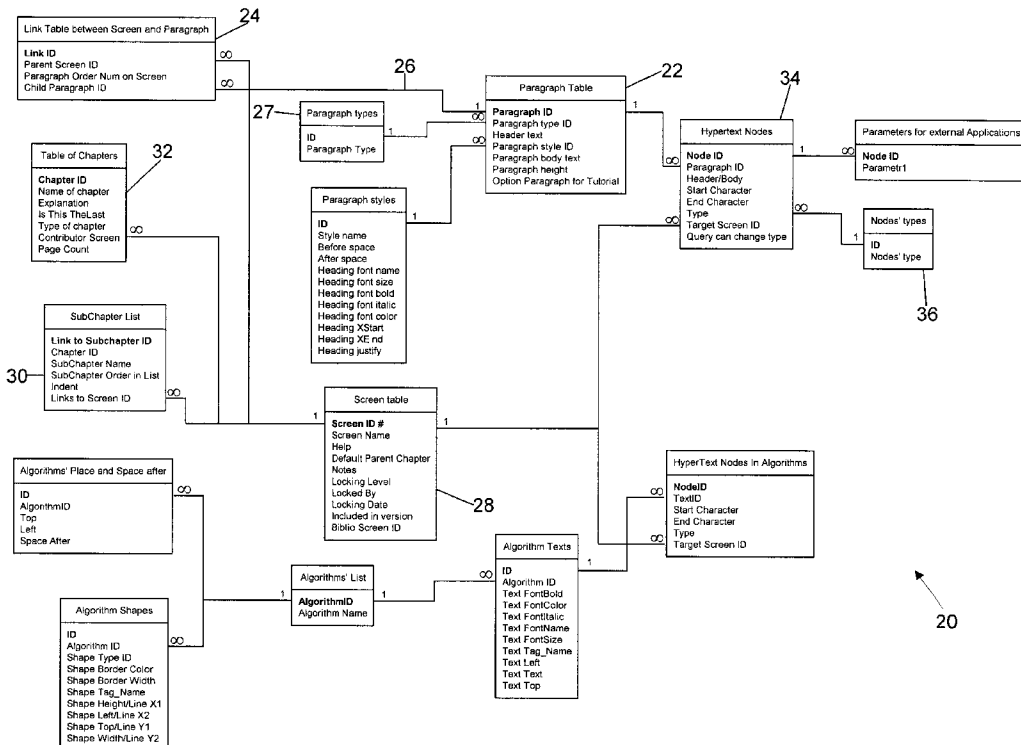 Link Table between Screen and Paragraph
Link ID
Parent Screen ID
Paragraph Order Num on Screen
Child Paragraph ID
24
∞
∞
26
27
Paragraph types
ID
Paragraph Type
1
Paragraph Table
Paragraph ID
Paragraph type ID
Header text
Paragraph style ID
Paragraph body text
Paragraph height
Option Paragraph for Tutorial
22
1
∞
∞
1
34
Hypertext Nodes
Node ID
Paragraph ID
Header/Body
Start Character
End Character
Type
Target Screen ID
Query can change type
∞
∞
1
∞
Parameters for external Applications
Node ID
Parametr1
∞
1
Nodes' types
ID
Nodes' type
36
Table of Chapters
Chapter ID
Name of chapter
Explanation
Is This TheLast
Type of chapter
Contributor Screen
Page Count
32
∞
Paragraph styles
ID
Style name
Before space
After space
Heading font name
Heading font size
Heading font bold
Heading font italic
Heading font color
Heading XStart
Heading XE nd
Heading justify
1
SubChapter List
Link to Subchapter ID
Chapter ID
SubChapter Name
SubChapter Order in List
Indent
Links to Screen ID
30
∞
1
Screen table
Screen ID #
Screen Name
Help
Default Parent Chapter
Notes
Locking Level
Locked By
Locking Date
Included in version
Biblio Screen ID
1
28
HyperText Nodes In Algorithms
NodeID
TextID
Start Character
End Character
Type
Target Screen ID
∞
∞
Algorithms' Place and Space after
ID
AlgorithmID
Top
Left
Space After
∞
Algorithms' List
AlgorithmID
Algorithm Name
1
1
∞
Algorithm Texts
ID
Algorithm ID
Text FontBold
Text FontColor
Text FontItalic
Text FontName
Text FontSize
Text Tag_Name
Text Left
Text Text
Text Top
1
20
Algorithm Shapes
ID
Algorithm ID
Shape Type ID
Shape Border Color
Shape Border Width
Shape Tag_Name
Shape Height/Line X1
Shape Left/Line X2
Shape Top/Line Y1
Shape Width/Line Y2
∞